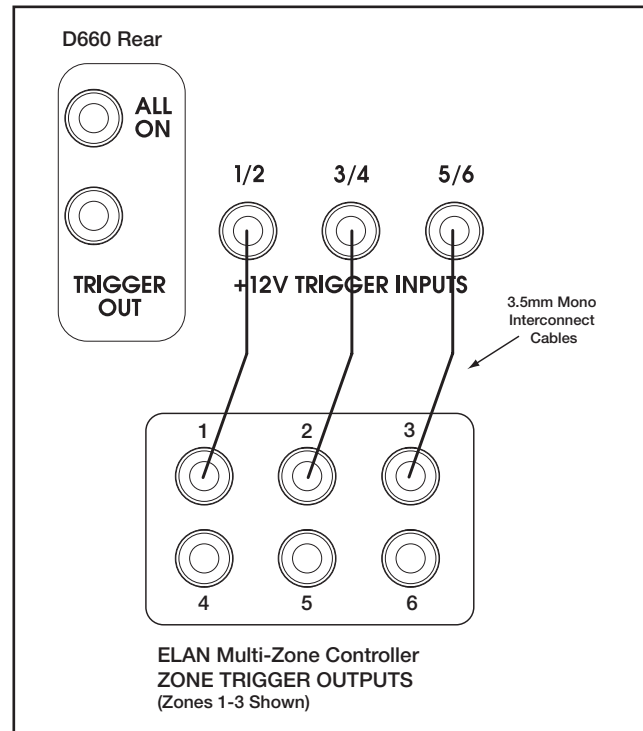 D660 Rear
ALL
ON
TRIGGER
OUT
1/2 3/4 5/6
+12V TRIGGER INPUTS
3.5mm Mono
Interconnect
Cables
1 2 3
4 5 6
ELAN Multi-Zone Controller
ZONE TRIGGER OUTPUTS
(Zones 1-3 Shown)